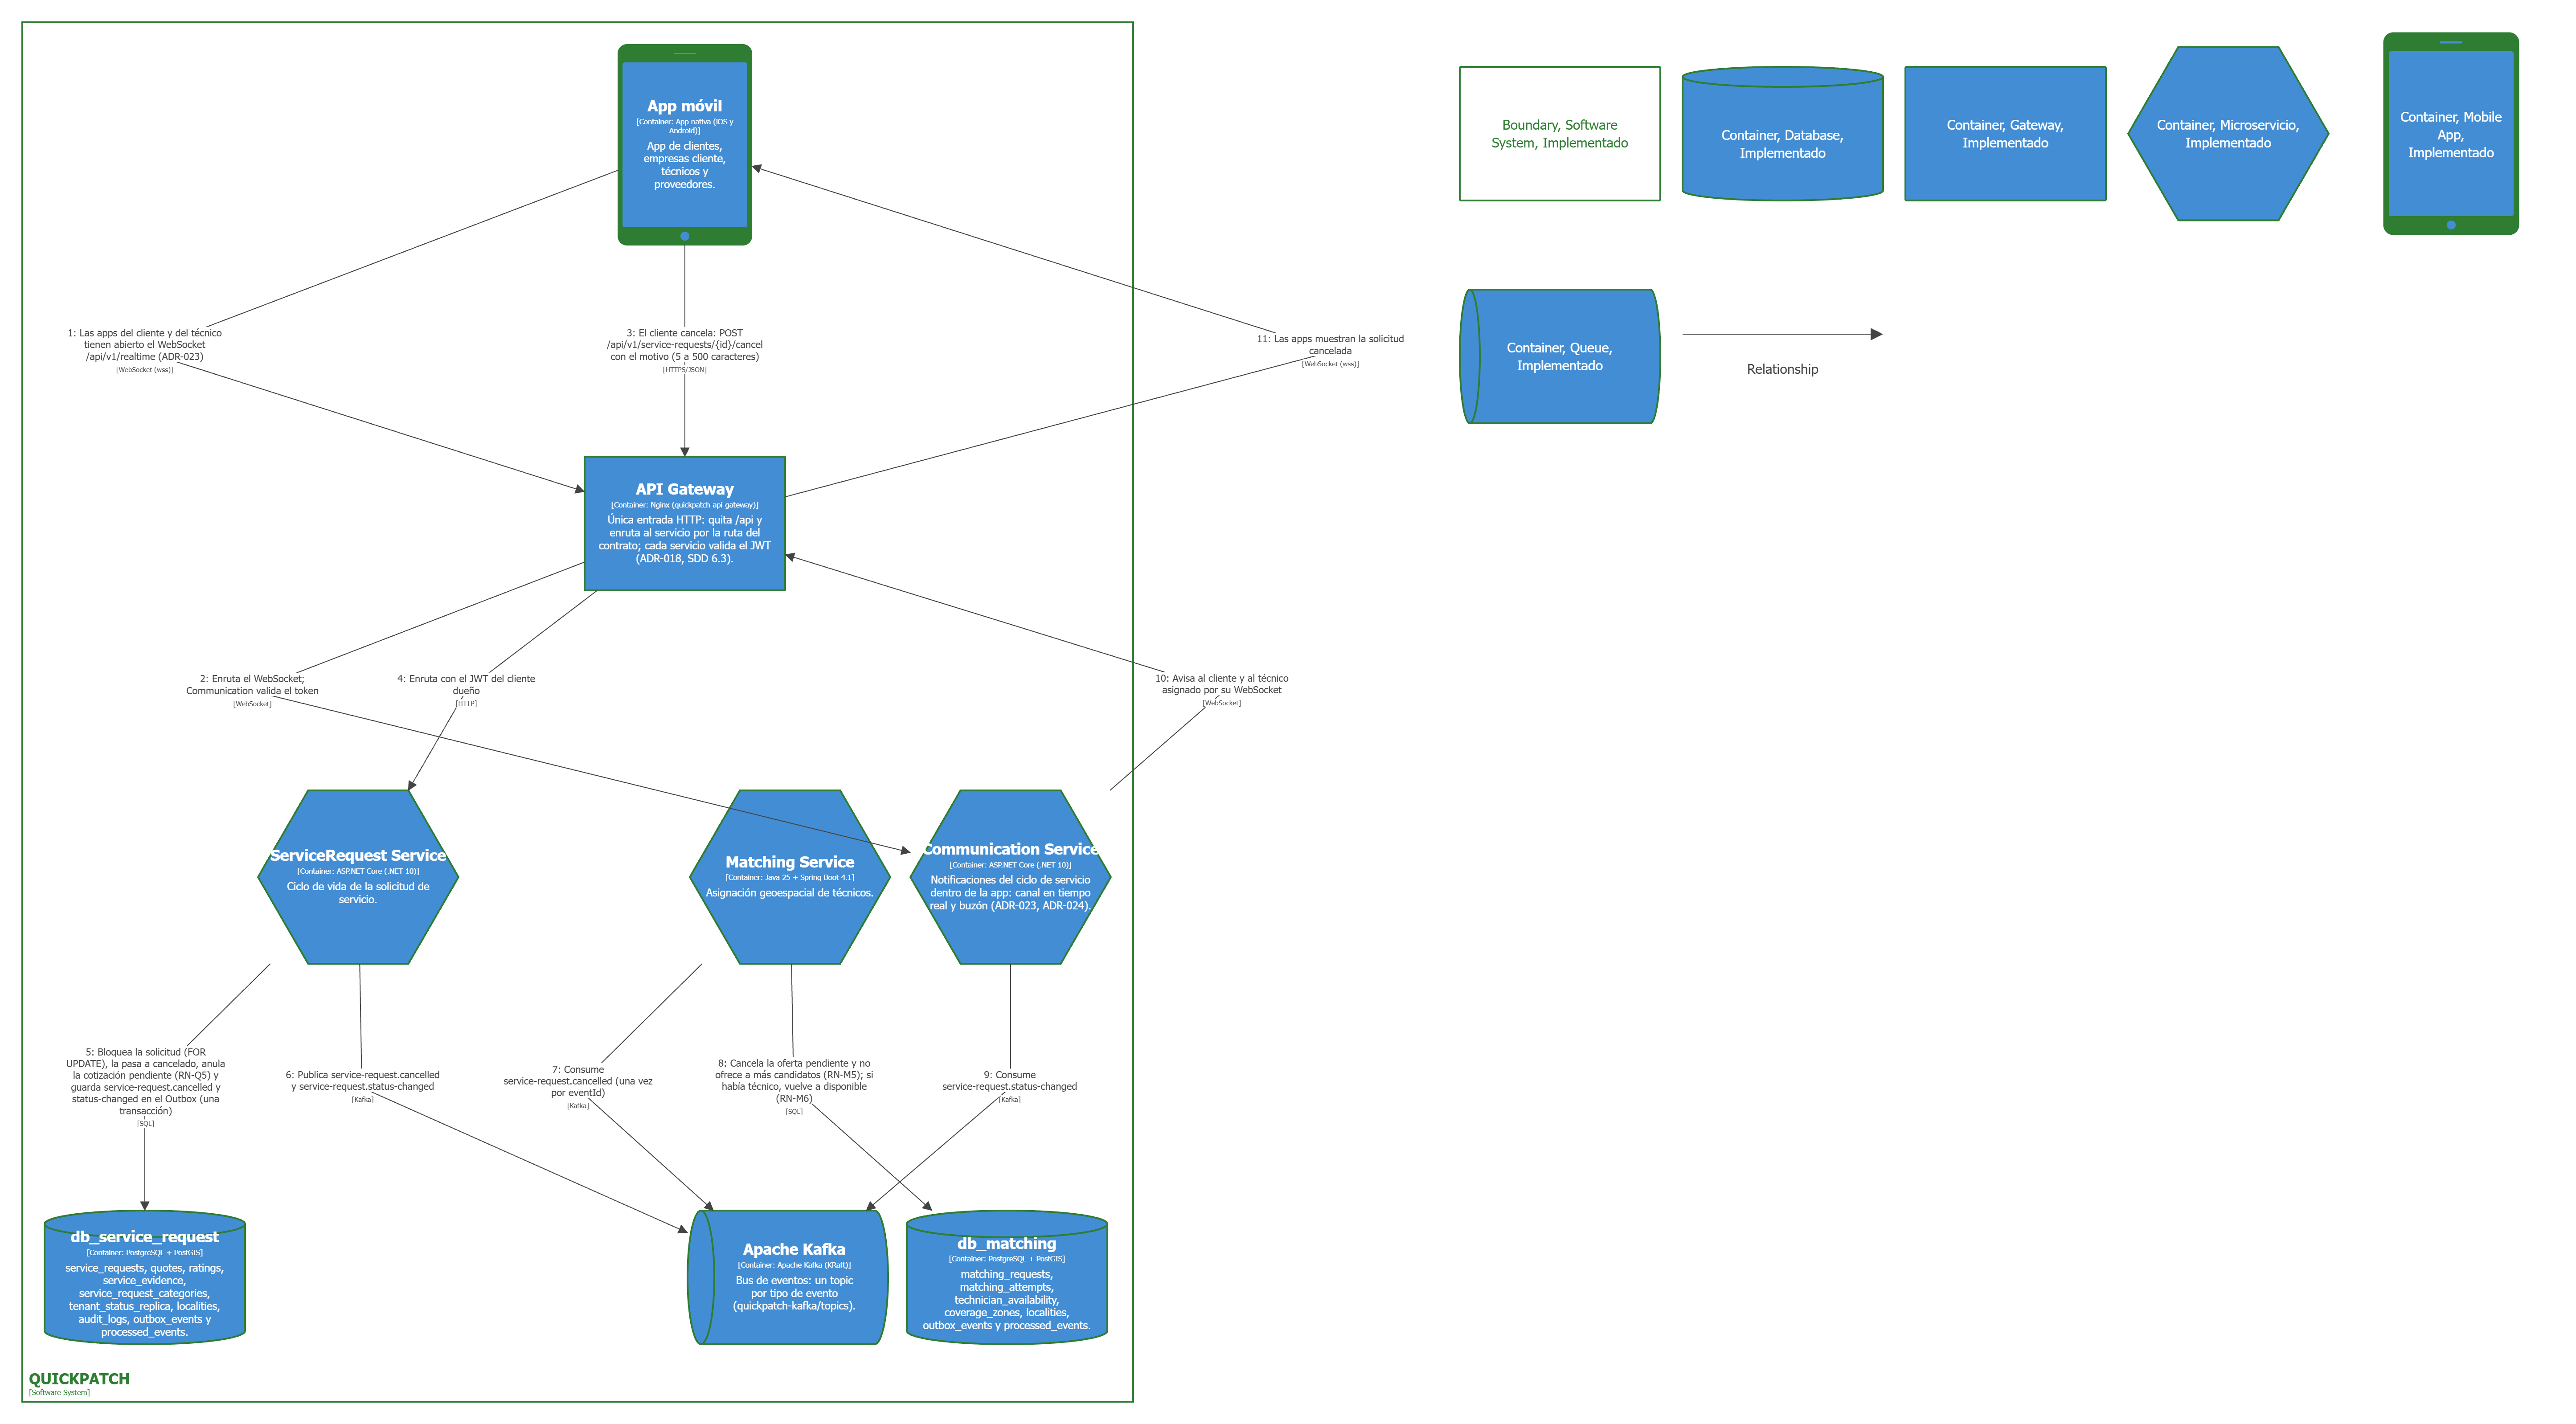 App móvil
[Container: App nativa (iOS y
Android)]
App de clientes,
empresas cliente,
técnicos y
proveedores.
1: Las apps del cliente y del técnico
tienen abierto el WebSocket
/api/v1/realtime (ADR-023)
[WebSocket (wss)]
3: El cliente cancela: POST
/api/v1/service-requests/{id}/cancel
con el motivo (5 a 500 caracteres)
[HTTPS/JSON]
11: Las apps muestran la solicitud
cancelada
[WebSocket (wss)]
API Gateway
[Container: Nginx (quickpatch-api-gateway)]
Única entrada HTTP: quita /api y
enruta al servicio por la ruta del
contrato; cada servicio valida el JWT
(ADR-018, SDD 6.3).
2: Enruta el WebSocket;
Communication valida el token
[WebSocket]
4: Enruta con el JWT del cliente
dueño
[HTTP]
10: Avisa al cliente y al técnico
asignado por su WebSocket
[WebSocket]
ServiceRequest Service
[Container: ASP.NET Core (.NET 10)]
Ciclo de vida de la solicitud de
servicio.
Matching Service
[Container: Java 25 + Spring Boot 4.1]
Asignación geoespacial de técnicos.
Communication Service
[Container: ASP.NET Core (.NET 10)]
Notificaciones del ciclo de servicio
dentro de la app: canal en tiempo
real y buzón (ADR-023, ADR-024).
5: Bloquea la solicitud (FOR
UPDATE), la pasa a cancelado, anula
la cotización pendiente (RN-Q5) y
guarda service-request.cancelled y
status-changed en el Outbox (una
transacción)
[SQL]
6: Publica service-request.cancelled
y service-request.status-changed
[Kafka]
7: Consume
service-request.cancelled (una vez
por eventId)
[Kafka]
8: Cancela la oferta pendiente y no
ofrece a más candidatos (RN-M5); si
había técnico, vuelve a disponible
(RN-M6)
[SQL]
9: Consume
service-request.status-changed
[Kafka]
db_service_request
[Container: PostgreSQL + PostGIS]
service_requests, quotes, ratings,
service_evidence,
service_request_categories,
tenant_status_replica, localities,
audit_logs, outbox_events y
processed_events.
Apache Kafka
[Container: Apache Kafka (KRaft)]
Bus de eventos: un topic
por tipo de evento
(quickpatch-kafka/topics).
db_matching
[Container: PostgreSQL + PostGIS]
matching_requests,
matching_attempts,
technician_availability,
coverage_zones, localities,
outbox_events y processed_events.
QUICKPATCH
[Software System]
Boundary, Software
System, Implementado
Container, Database,
Implementado
Container, Gateway,
Implementado
Container, Microservicio,
Implementado
Container, Mobile
App,
Implementado
Container, Queue,
Implementado
Relationship